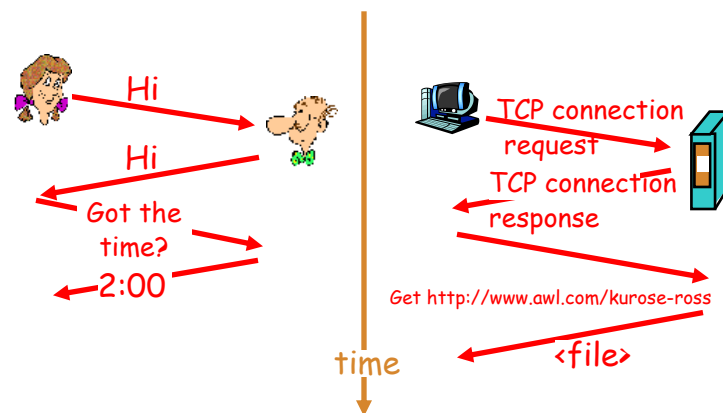 Hi
Hi
Got the
time?
2:00
TCP connection
request
TCP connection
response
Get http://www.awl.com/kurose-ross
<file>
time